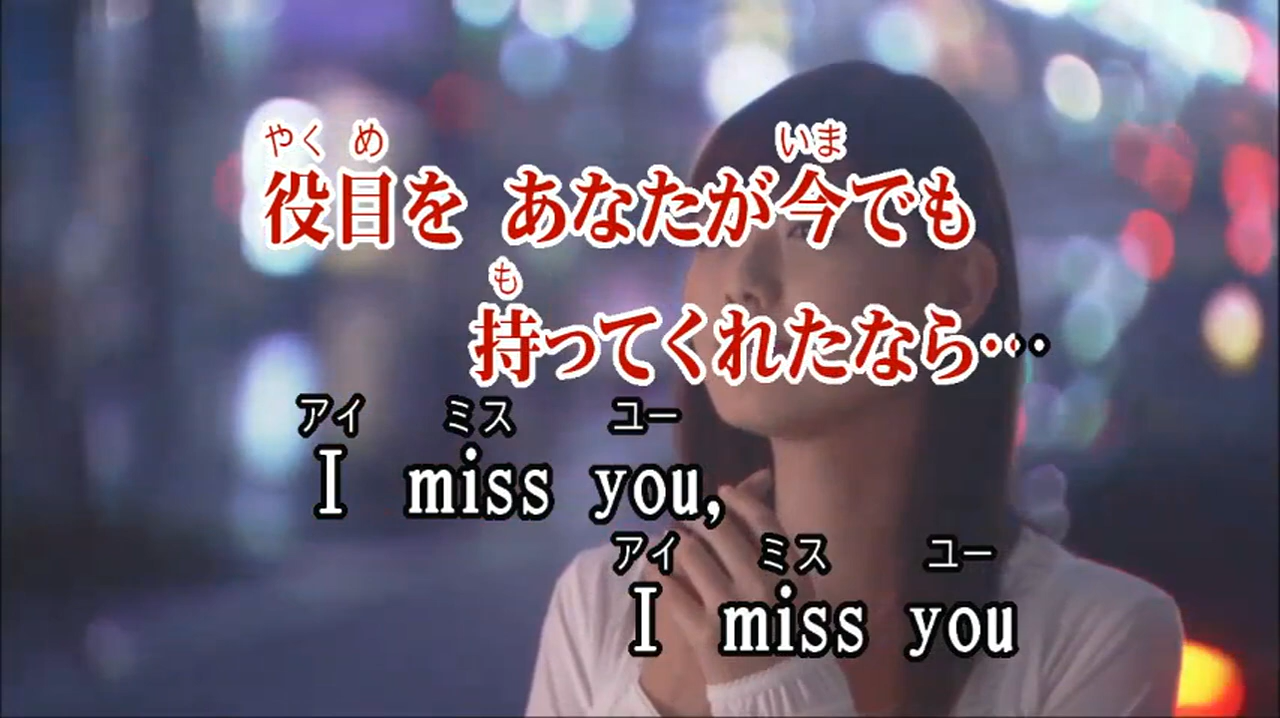 やく め いま
役目を あなたが今でも
も
持ってくれたなら…
アイ ミス ユー
I miss you,
アイ ミス ユー
I miss you